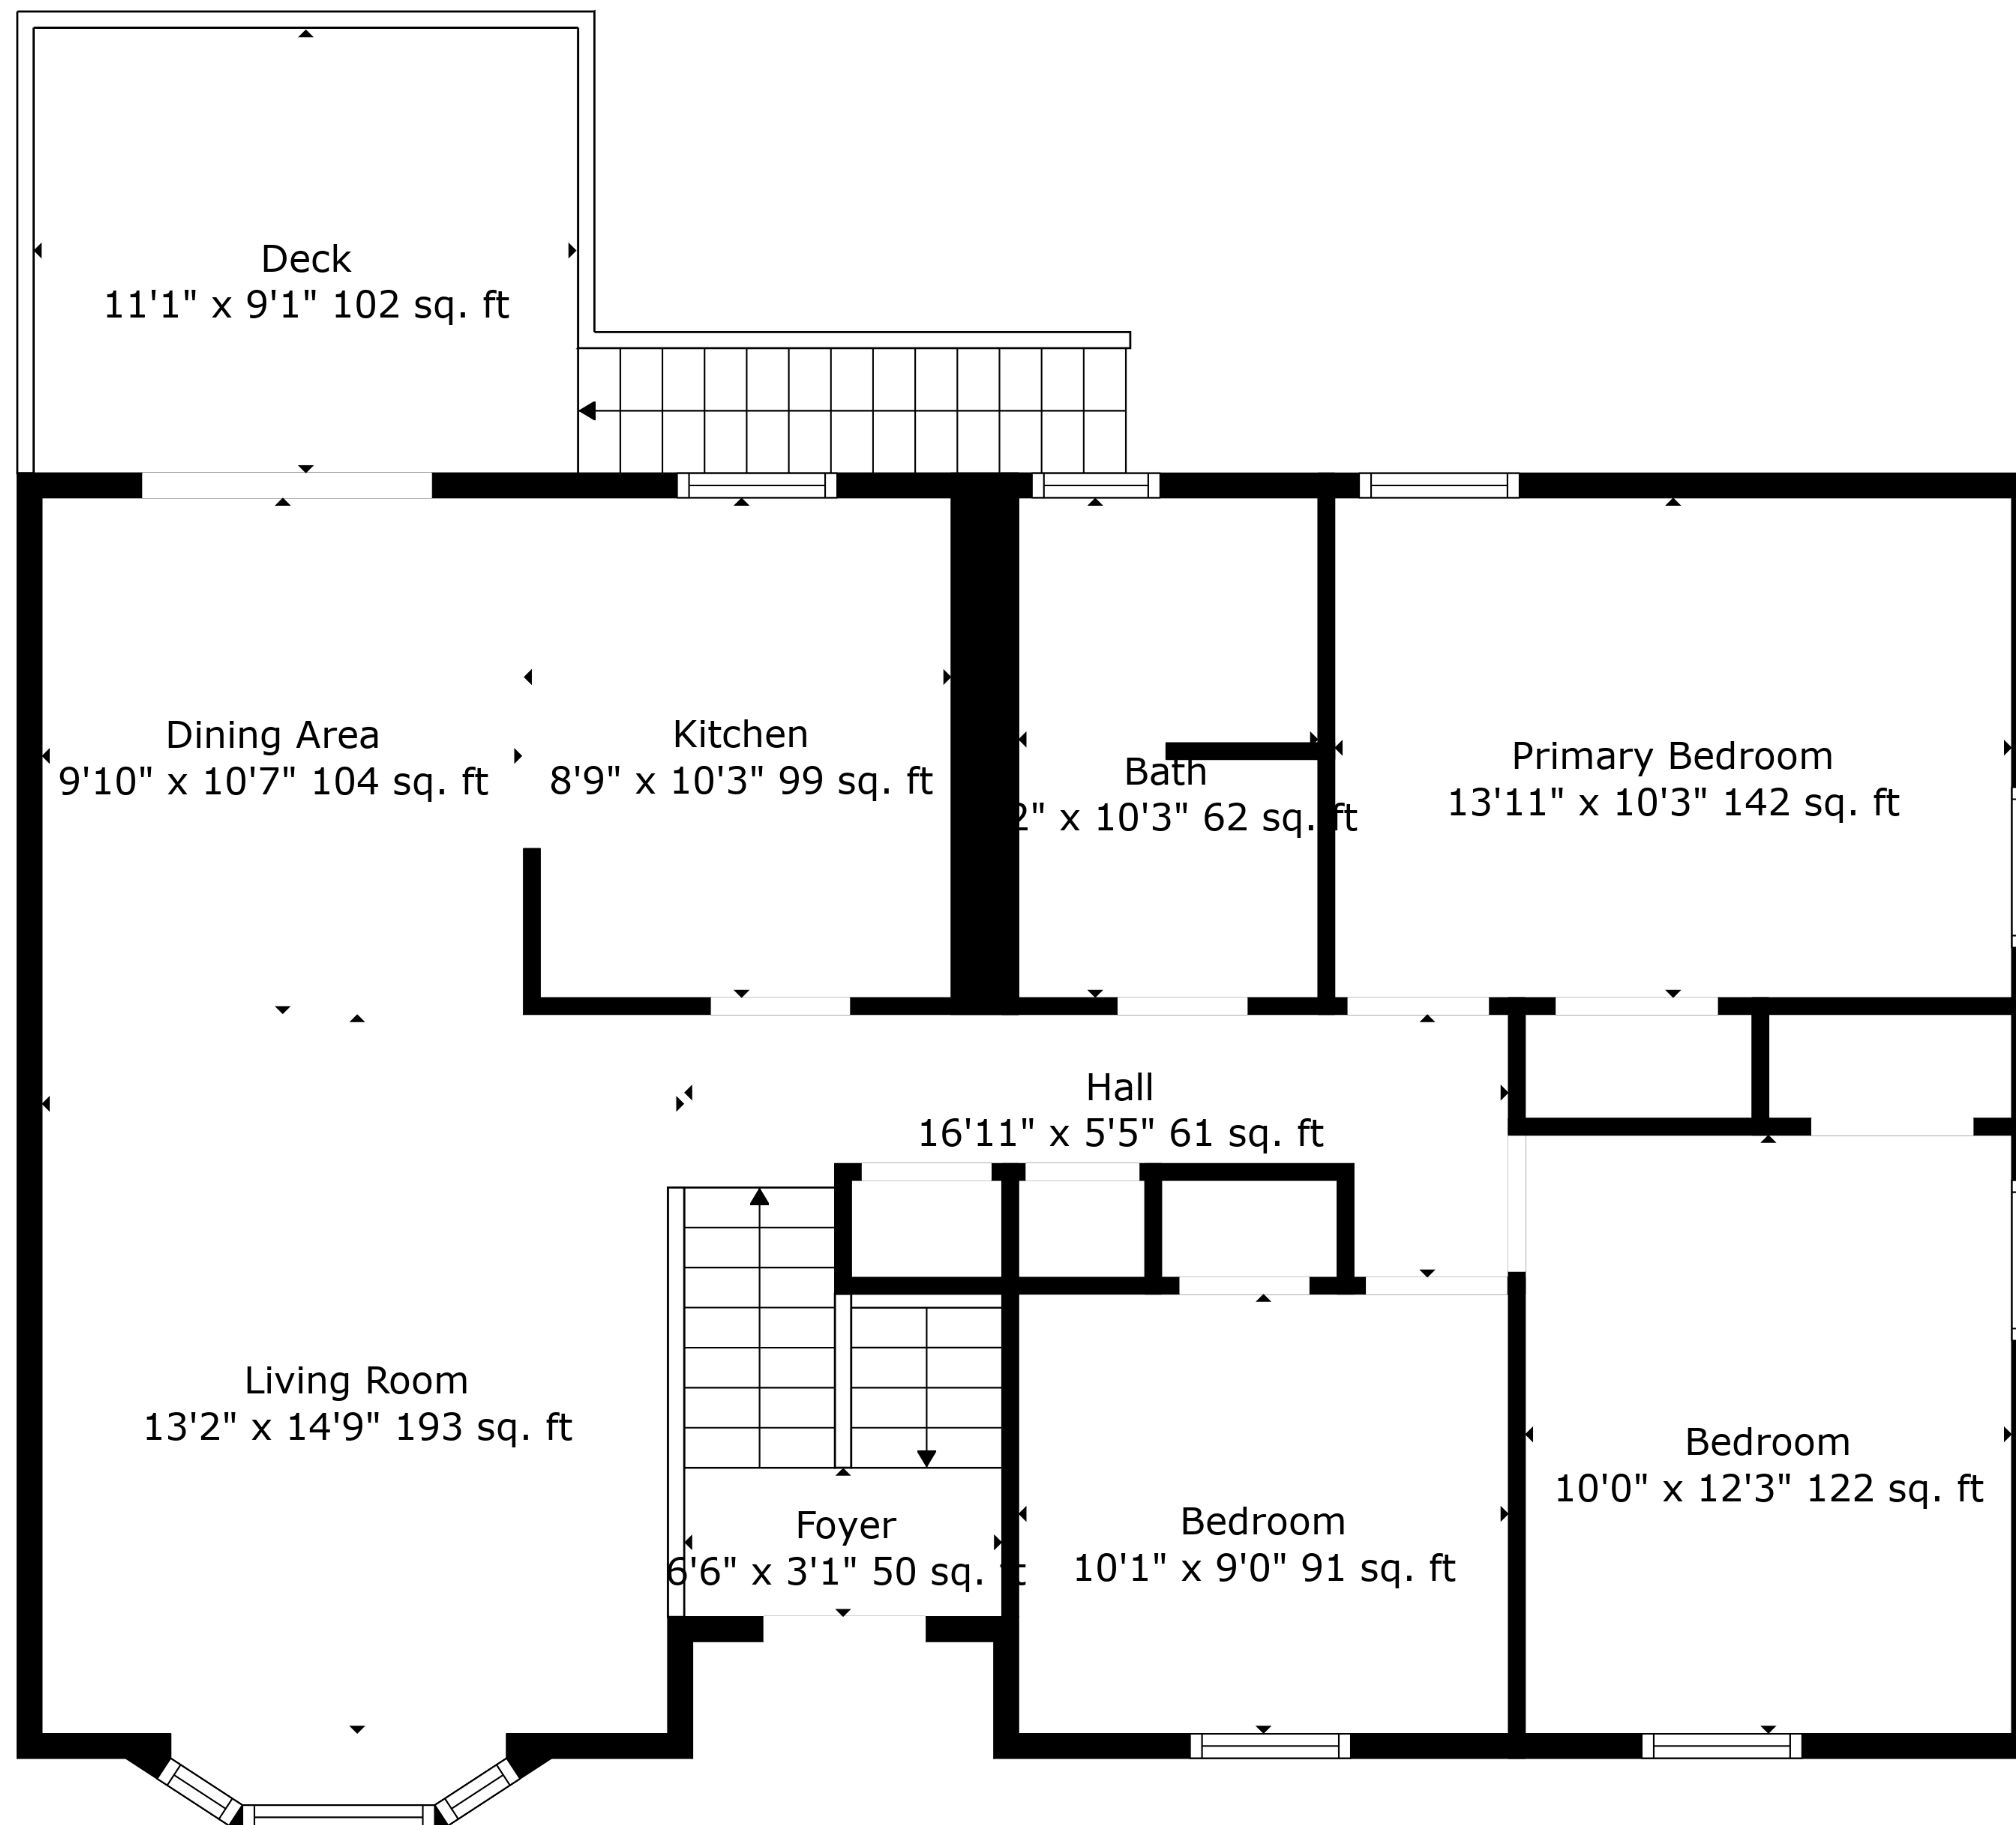 Deck
11'1" x 9'1" 102 sq. ft
Dining Area
9'10" x 10'7" 104 sq. ft
Kitchen
8'9" x 10'3" 99 sq. ft
Bath
2" x 10'3" 62 sq. ft
Primary Bedroom
13'11" x 10'3" 142 sq. ft
Hall
16'11" x 5'5" 61 sq. ft
Living Room
13'2" x 14'9" 193 sq. ft
Foyer
6'6" x 3'1" 50 sq. ft
Bedroom
10'1" x 9'0" 91 sq. ft
Bedroom
10'0" x 12'3" 122 sq. ft